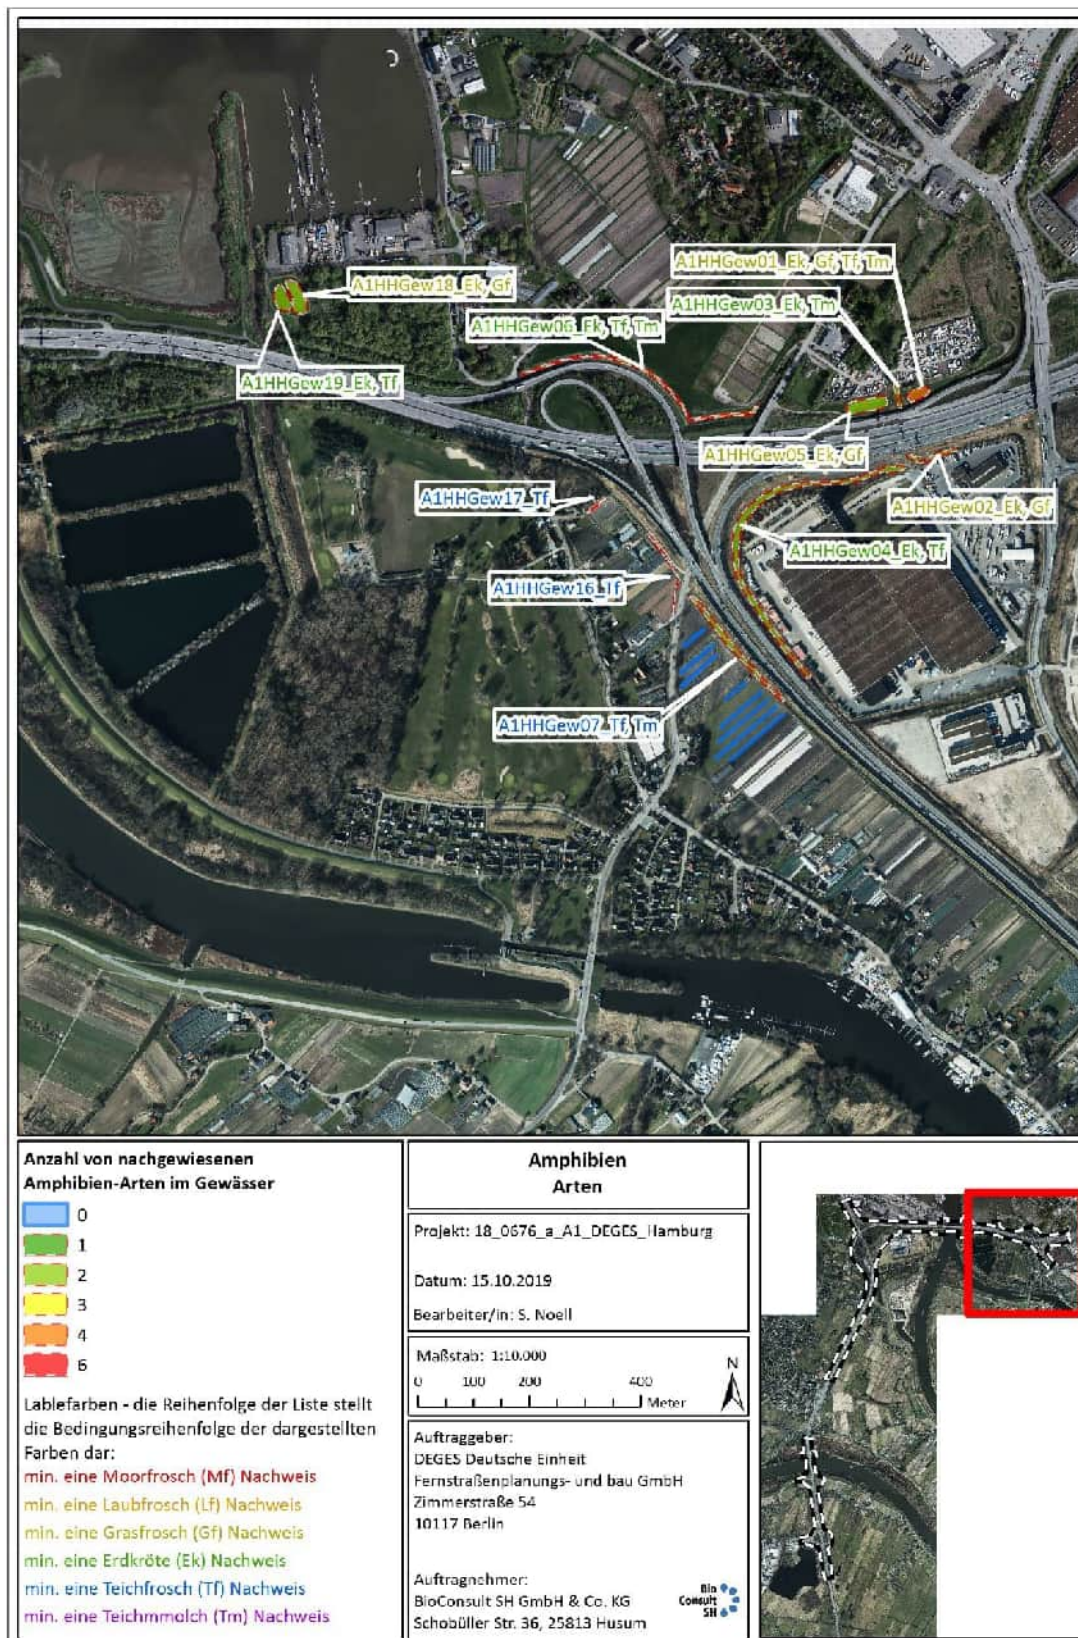 A1HHGew01_Ek, Gf, Tf, Tm
A1HHGew18_Ek, Gf
A1HHGew03_Ek, Tm
A1HHGew06_Ek, Tf, Tm
A1HHGew19_Ek, Tf
A1HHGew05_Ek, Gf
A1HHGew17_Tf
A1HHGew02_Ek, Gf
A1HHGew04_Ek, Tf
A1HHGew16_Tf
A1HHGew07_Tf, Tm
Anzahl von nachgewiesenen
Amphibien-Arten im Gewässer
0
1
2
3
4
6
Lablefarben - die Reihenfolge der Liste stellt
die Bedingungsreihenfolge der dargestellten
Farben dar:
min. eine Moorfrosch (Mf) Nachweis
min. eine Laubfrosch (Lf) Nachweis
min. eine Grasfrosch (Gf) Nachweis
min. eine Erdkröte (Ek) Nachweis
min. eine Teichfrosch (Tf) Nachweis
min. eine Teichmmolch (Tm) Nachweis
Amphibien
Arten
Projekt: 18_0676_a_A1_DEGES_Hamburg
Datum: 15.10.2019
Bearbeiter/in: S. Noell
Maßstab: 1:10.000
0 100 200 400
Meter
N
Auftraggeber:
DEGES Deutsche Einheit
Fernstraßenplanungs- und bau GmbH
Zimmerstraße 54
10117 Berlin
Auftragnehmer:
BioConsult SH GmbH & Co. KG
Schobüller Str. 36, 25813 Husum
Bio
Consult
SH